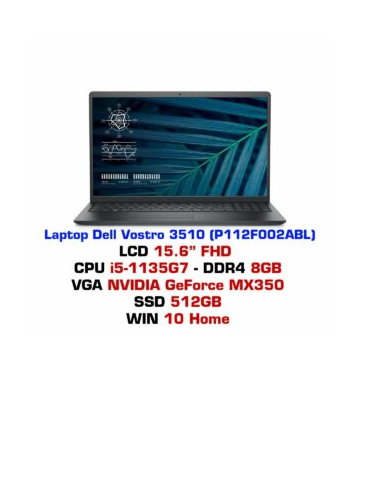 Laptop Dell Vostro 3510 (P112F002ABL)
LCD 15.6" FHD
CPU i5-1135G7 - DDR4 8GB
VGA NVIDIA GeForce MX350
SSD 512GB
WIN 10 Home